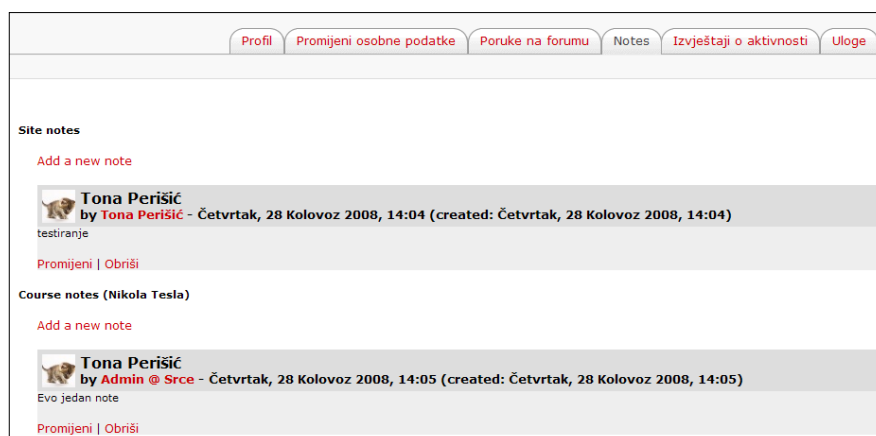 Profil Promijeni osobne podatke Poruke na forumu Notes Izvještaji o aktivnosti Uloge
Site notes
Add a new note
Tona Perišić
by Tona Perišić - Četvrtak, 28 Kolovoz 2008, 14:04 (created: Četvrtak, 28 Kolovoz 2008, 14:04)
testiranje
Promijeni | Obriši
Course notes (Nikola Tesla)
Add a new note
Tona Perišić
by Admin @ Srce - Četvrtak, 28 Kolovoz 2008, 14:05 (created: Četvrtak, 28 Kolovoz 2008, 14:05)
Evo jedan note
Promijeni | Obriši